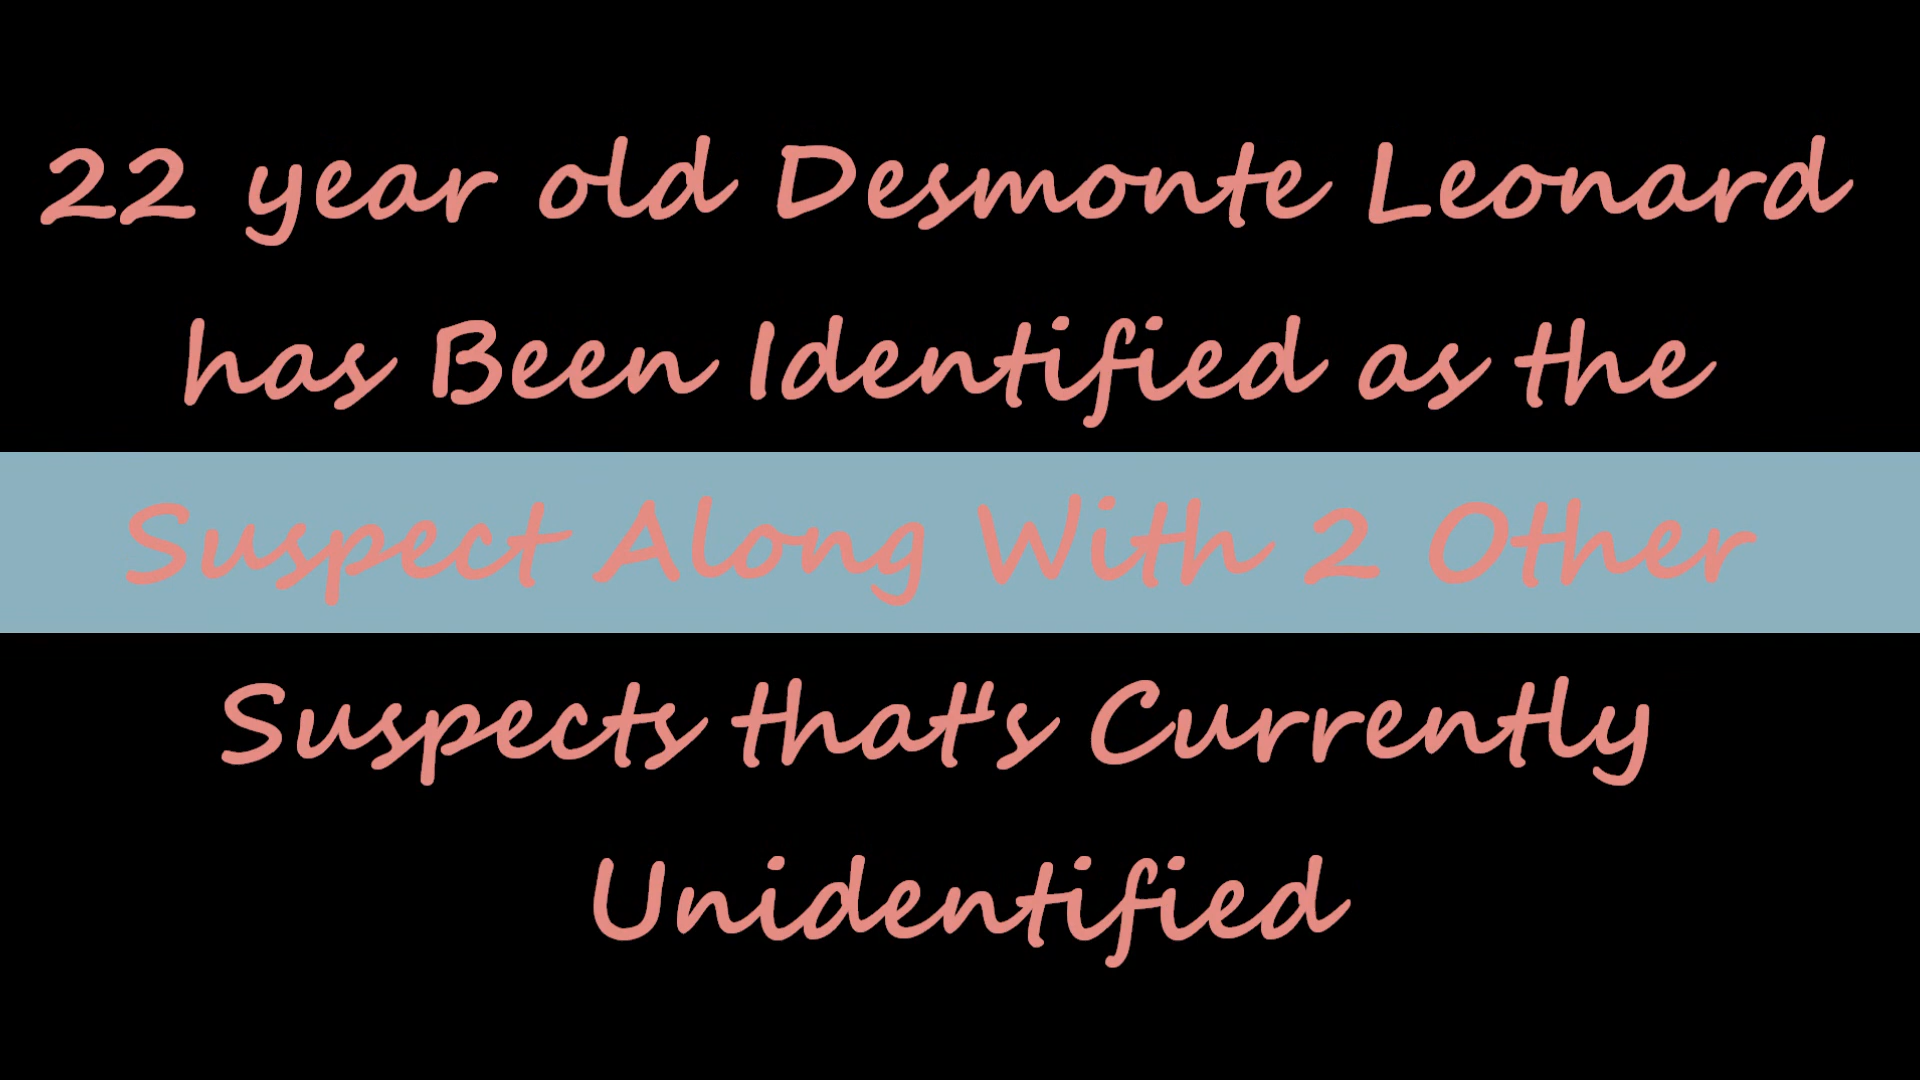 22 year old Desmonte Leonard
has Been Identified as the
Suspect Along With 2 Other
Suspects that's Currently
Unidentified